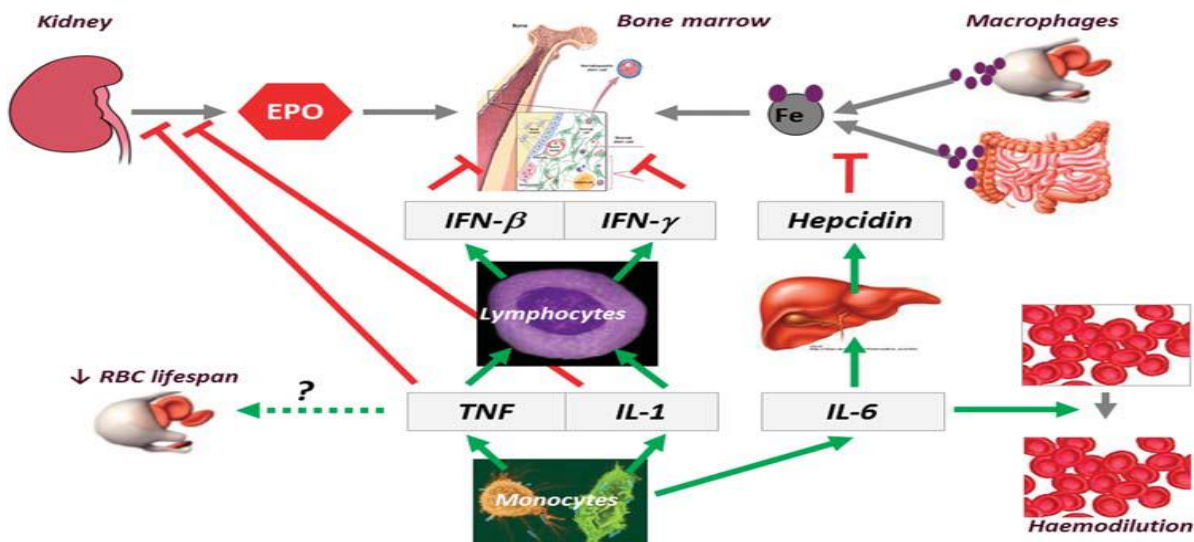 Kidney
Bone marrow
Macrophages
Bone
EPO
Fe
IFN-β
IFN-γ
Hepcidin
Lymphocytes
↓ RBC lifespan
?
TNF
IL-1
IL-6
Monocytes
Haemodilution